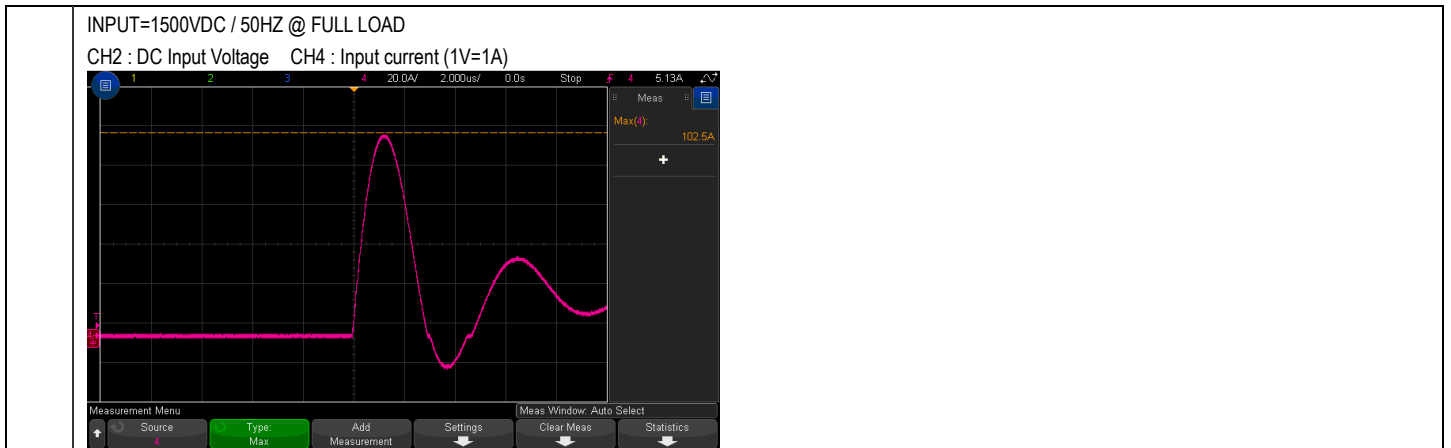 INPUT=1500VDC / 50HZ @ FULL LOAD
CH2 : DC Input Voltage CH4 : Input current (1V=1A)
1 2 3 4 20.0A/ 2.000us/ 0.0s Stop 4 5.13A
Meas
Max(4):
102.5A
+
T
Measurement Menu Meas Window: Auto Select
Source Type: Add Settings Clear Meas Statistics
4 Max Measurement